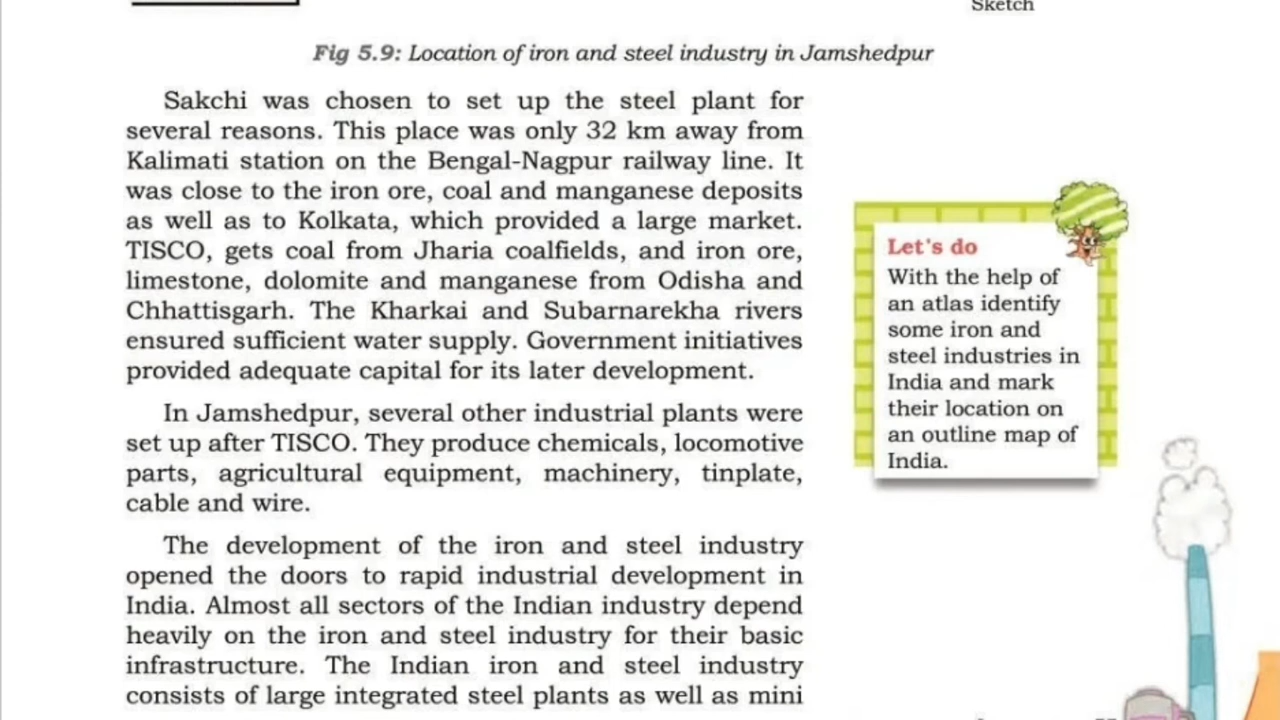 Sketch
Fig 5.9: Location of iron and steel industry in Jamshedpur
Sakchi was chosen to set up the steel plant for
several reasons. This place was only 32 km away from
Kalimati station on the Bengal-Nagpur railway line. It
was close to the iron ore, coal and manganese deposits
as well as to Kolkata, which provided a large market.
TISCO, gets coal from Jharia coalfields, and iron ore,
limestone, dolomite and manganese from Odisha and
Chhattisgarh. The Kharkai and Subarnarekha rivers
ensured sufficient water supply. Government initiatives
provided adequate capital for its later development.
In Jamshedpur, several other industrial plants were
set up after TISCO. They produce chemicals, locomotive
parts, agricultural equipment, machinery, tinplate,
cable and wire.
The development of the iron and steel industry
opened the doors to rapid industrial development in
India. Almost all sectors of the Indian industry depend
heavily on the iron and steel industry for their basic
infrastructure. The Indian iron and steel industry
consists of large integrated steel plants as well as mini
Let's do
With the help of
an atlas identify
some iron and
steel industries in
India and mark
their location on
an outline map of
India.